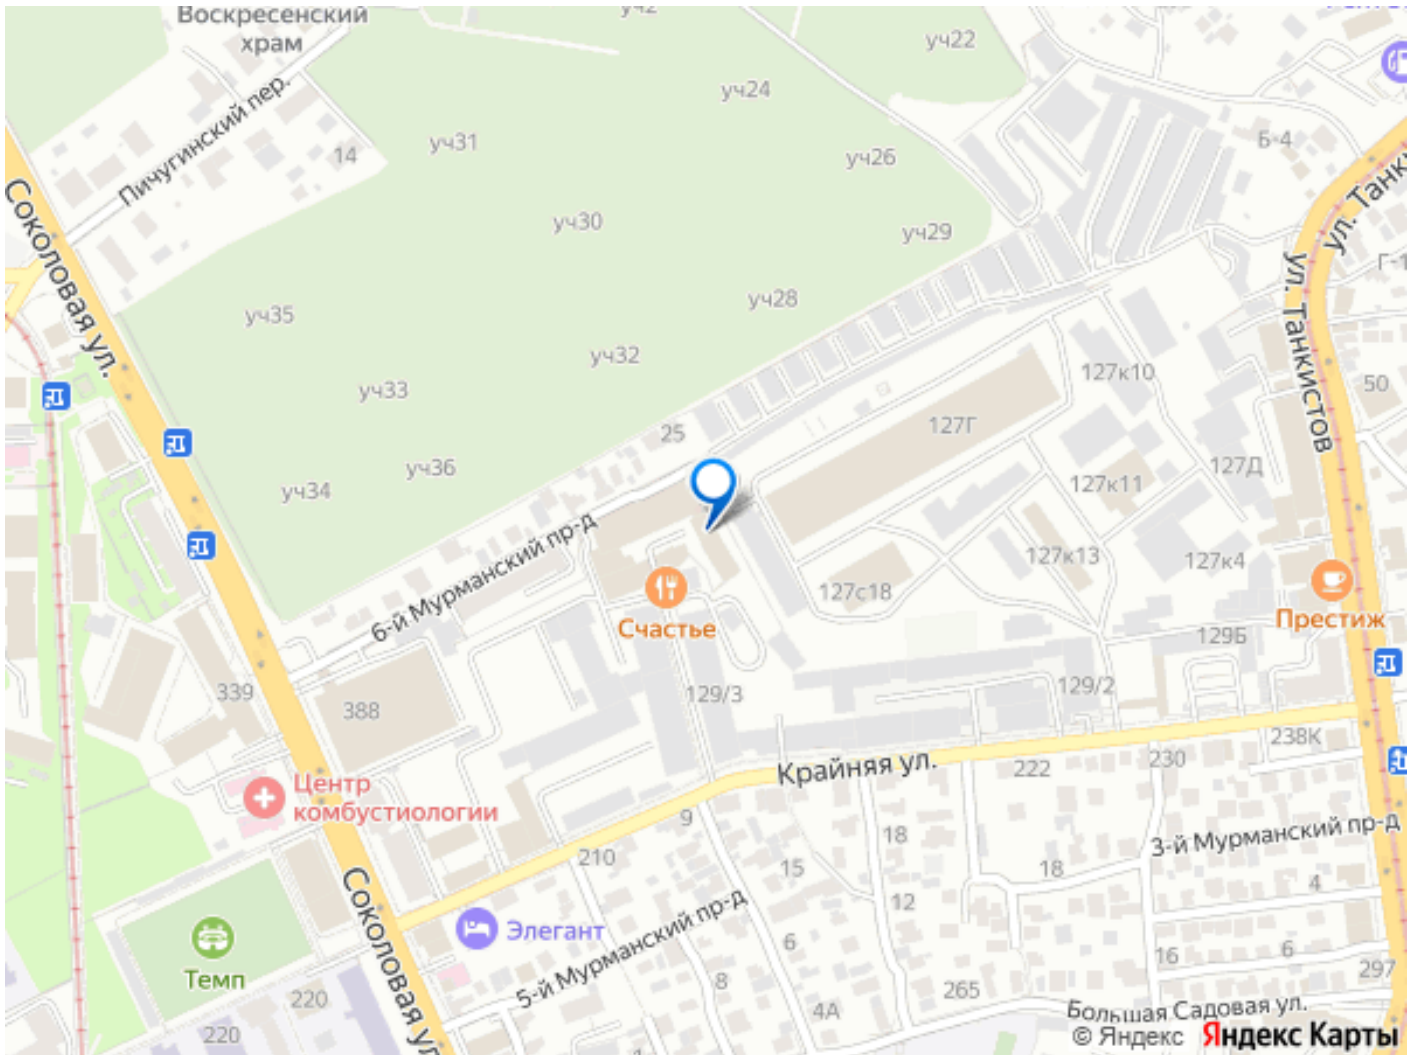 Воскресенский
храм
уч22
уч24
Пичугинский пер.
14
уч31
уч26
Б-4
Соколовая ул.
уч30
уч29
ул. Танки
Г-1
уч35
уч28
ул. Танкистов
уч32
уч33
127к10
50
25
127Г
уч36
127Д
уч34
127к11
6-й Мурманский пр-д
127к13
127к4
127с18
Счастье
Престиж
129Б
339
388
129/3
129/2
Крайняя ул.
238К
222
230
Центр
комбустиологии
9
18
3-й Мурманский пр-д
210
15
18
4
Соколовая ул.
12
Элегант
5-й Мурманский пр-д
6
6
16
297
Темп
8
265
220
4А
Большая Садовая ул.
220
© Яндекс Яндекс Карты